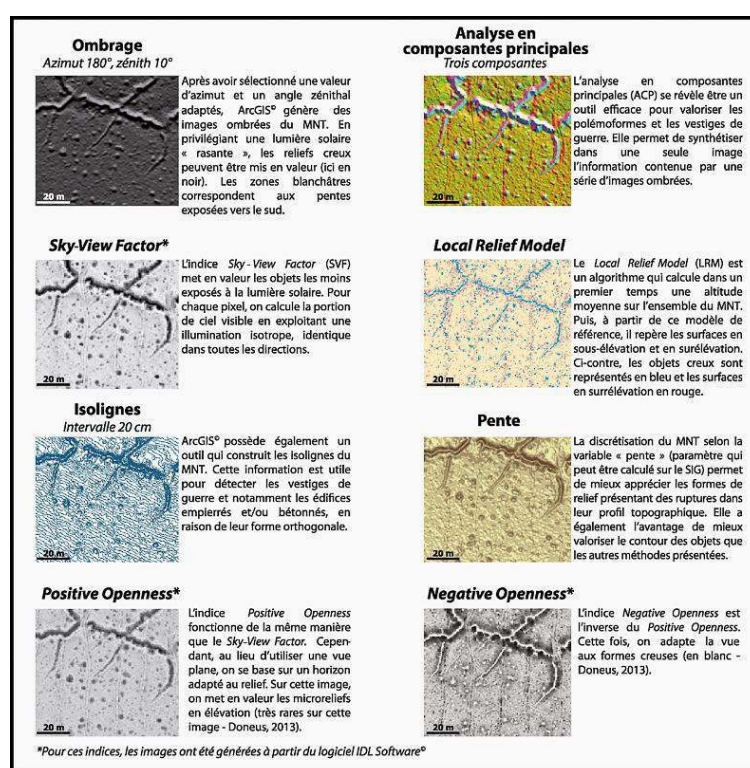 Ombrage
Azimut 180°, zénith 10°
Après avoir sélectionné une valeur
d'azimut et un angle zénithal
adaptés, ArcGIS© génère des
images ombrées du MNT. En
privilégiant une lumière solaire
« rasante », les reliefs creux
peuvent être mis en valeur (ici en
noir). Les zones blanchâtres
correspondent aux pentes
exposées vers le sud.
20 m
Analyse en
composantes principales
Trois composantes
L'analyse en composantes
principales (ACP) se révèle être un
outil efficace pour valoriser les
polémoformes et les vestiges de
guerre. Elle permet de synthétiser
dans une seule image
l'information contenue par une
série d'images ombrées.
20 m
Sky-View Factor*
L'indice Sky-View Factor (SVF)
met en valeur les objets les moins
exposés à la lumière solaire. Pour
chaque pixel, on calcule la portion
de ciel visible en exploitant une
illumination isotrope, identique
dans toutes les directions.
20 m
Local Relief Model
Le Local Relief Model (LRM) est
un algorithme qui calcule dans un
premier temps une altitude
moyenne sur l'ensemble du MNT.
Puis, à partir de ce modèle de
référence, il repère les surfaces en
sous-élévation et en surélévation.
Ci-contre, les objets creux sont
représentés en bleu et les surfaces
en surrélévation en rouge.
20 m
Isolignes
Intervalle 20 cm
ArcGIS© possède également un
outil qui construit les isolignes du
MNT. Cette information est utile
pour détecter les vestiges de
guerre et notamment les édifices
empierrés et/ou bétonnés, en
raison de leur forme orthogonale.
20 m
Pente
La discrétisation du MNT selon la
variable « pente » (paramètre qui
peut être calculé sur le SIG) permet
de mieux apprécier les formes de
relief présentant des ruptures dans
leur profil topographique. Elle a
également l'avantage de mieux
valoriser le contour des objets que
les autres méthodes présentées.
20 m
Positive Openness*
L'indice Positive Openness
fonctionne de la même manière
que le Sky-View Factor. Cepen-
dant, au lieu d'utiliser une vue
plane, on se base sur un horizon
adapté au relief. Sur cette image,
on met en valeur les microreliefs
en élévation (très rares sur cette
image - Doneus, 2013).
20 m
Negative Openness*
L'indice Negative Openness est
l'inverse du Positive Openness.
Cette fois, on adapte la vue
aux formes creuses (en blanc -
Doneus, 2013).
20 m
*Pour ces indices, les images ont été générées à partir du logiciel IDL Software©